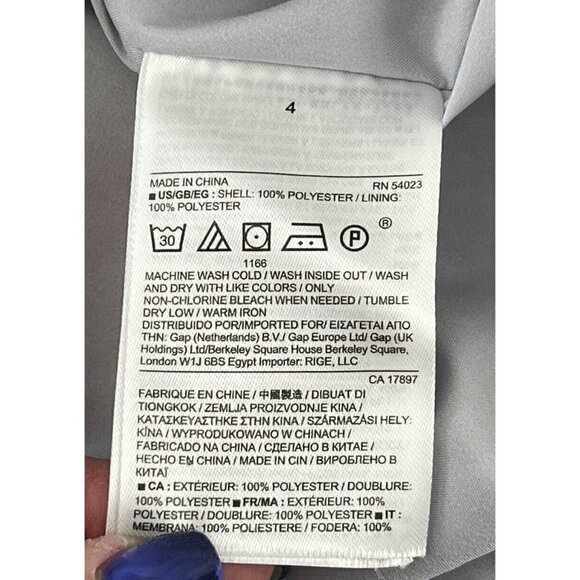 4
MADE IN CHINA RN 54023
■ US/GB/EG : SHELL: 100% POLYESTER / LINING:
100% POLYESTER
30 P ®
1166
MACHINE WASH COLD / WASH INSIDE OUT / WASH
AND DRY WITH LIKE COLORS / ONLY
NON-CHLORINE BLEACH WHEN NEEDED / TUMBLE
DRY LOW / WARM IRON
DISTRIBUIDO POR/IMPORTED FOR/ ΕΙΣΑΓΕΤΑΙ ΑΠΟ
ΤΗΝ: Gap (Netherlands) B.V./ Gap Europe Ltd/ Gap (UK
Holdings) Ltd/Berkeley Square House Berkeley Square,
London W1J 6BS Egypt Importer: RIGE, LLC
CA 17897
FABRIQUE EN CHINE / 中國製造 / DIBUAT DI
TIONGKOK / ZEMLJA PROIZVODNJE KINA /
ΚΑΤΑΣΚΕΥΑΣΤΗΚΕ ΣΤΗΝ ΚΙΝΑ / SZÁRMAZÁSI HELY:
KÍNA / WYPRODUKOWANO W CHINACH /
FABRICADO NA CHINA / СДЕЛАНО В КИТАЕ /
HECHO EN CHINA / MADE IN CIN / ВИРОБЛЕНО В
КИТАЇ
■ CA : EXTÉRIEUR: 100% POLYESTER / DOUBLURE:
100% POLYESTER ■ FR/MA : EXTÉRIEUR: 100%
POLYESTER / DOUBLURE: 100% POLYESTER ■ IT :
MEMBRANA: 100% POLIESTERE / FODERA: 100%